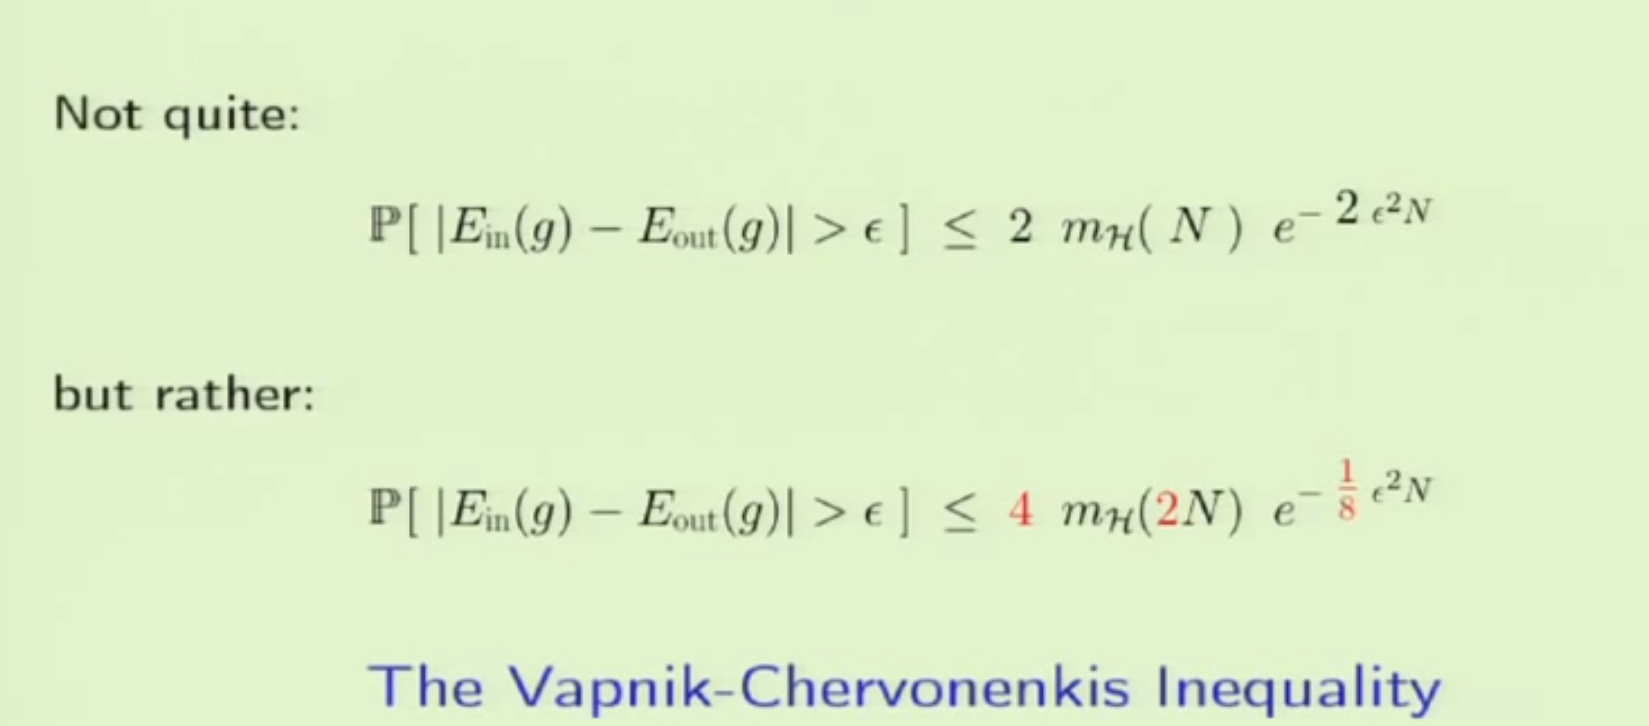 Not quite:
ℙ[ |E_in(g) − E_out(g)| > ϵ ] ≤ 2 m_ℋ( N ) e^{− 2 ϵ²N}
but rather:
ℙ[ |E_in(g) − E_out(g)| > ϵ ] ≤ 4 m_ℋ(2N) e^{− 1/8 ϵ²N}
The Vapnik-Chervonenkis Inequality